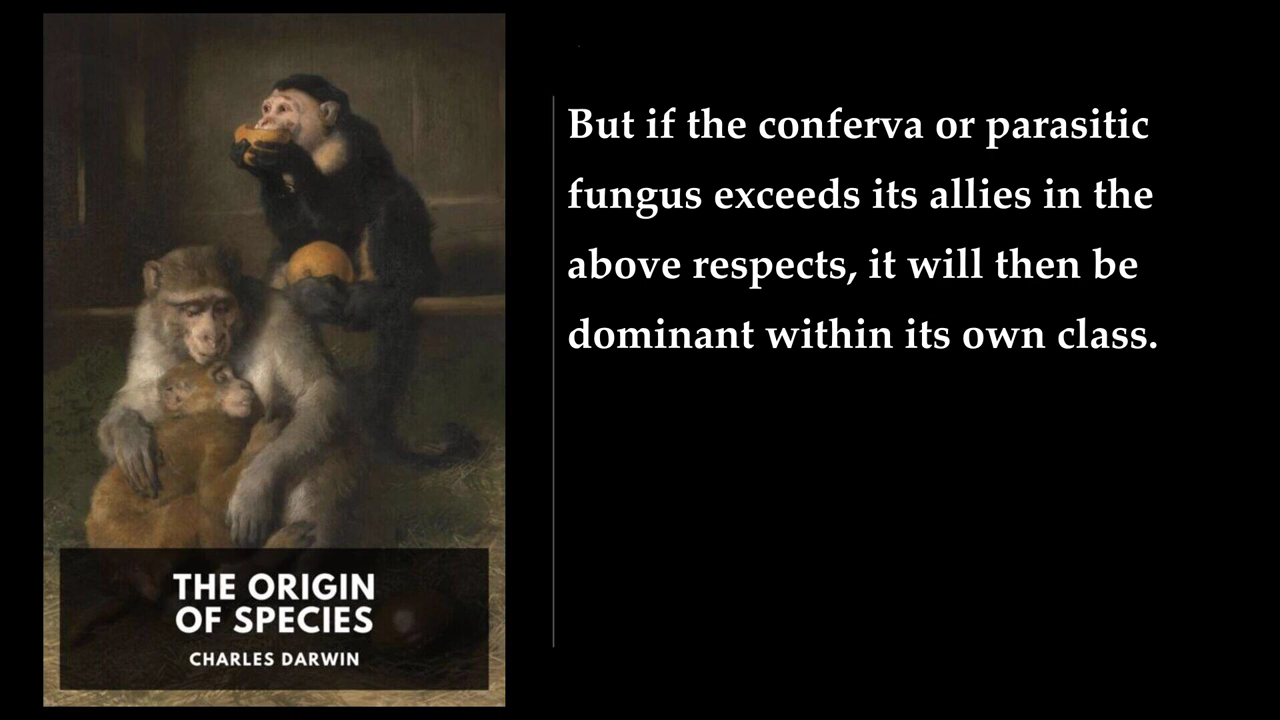 But if the conferva or parasitic
fungus exceeds its allies in the
above respects, it will then be
dominant within its own class.
THE ORIGIN
OF SPECIES
CHARLES DARWIN